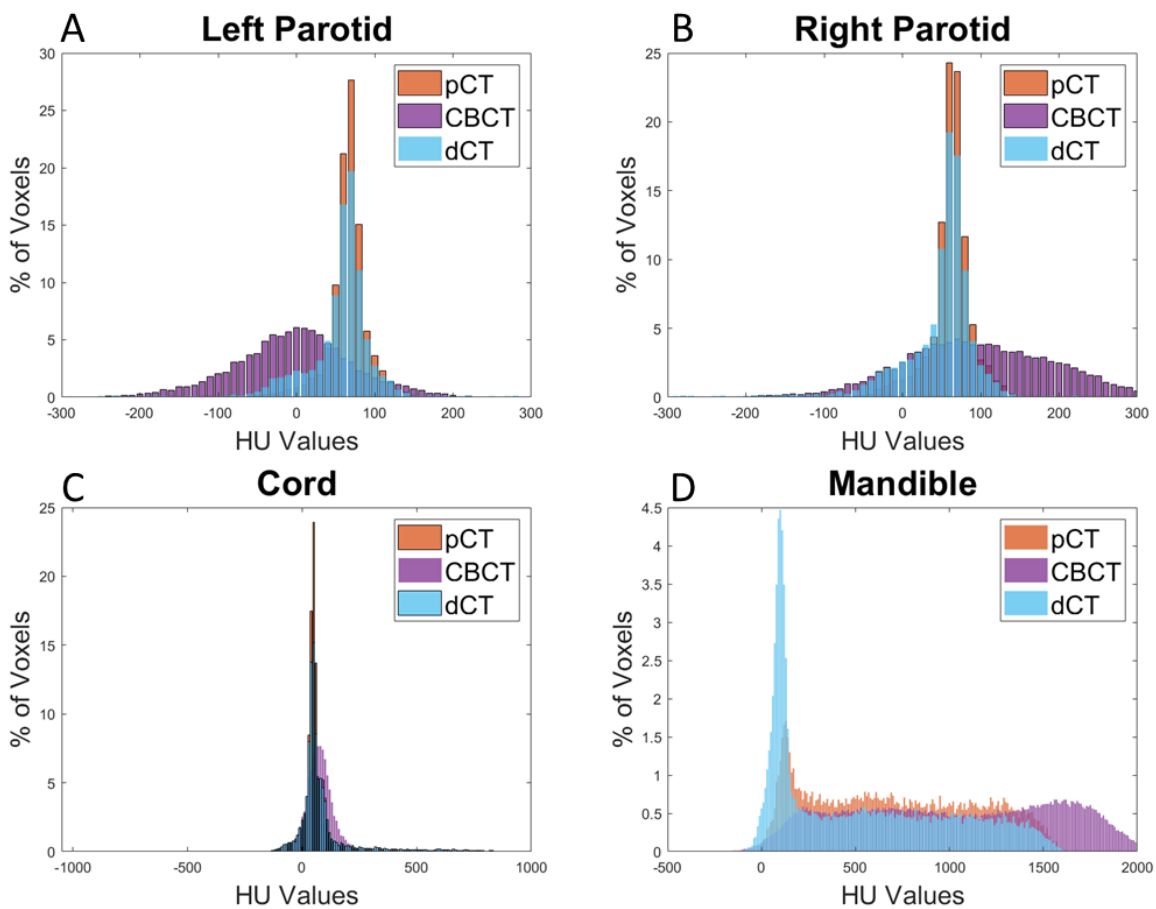 A
Left Parotid
30
25
20
15
10
5
0
% of Voxels
-300
-200
-100
0
100
200
300
HU Values
pCT
CBCT
dCT
B
Right Parotid
25
20
15
10
5
0
% of Voxels
-300
-200
-100
0
100
200
300
HU Values
pCT
CBCT
dCT
C
Cord
25
20
15
10
5
0
% of Voxels
-1000
-500
0
500
1000
HU Values
pCT
CBCT
dCT
D
Mandible
4.5
4
3.5
3
2.5
2
1.5
1
0.5
0
% of Voxels
-500
0
500
1000
1500
2000
HU Values
pCT
CBCT
dCT